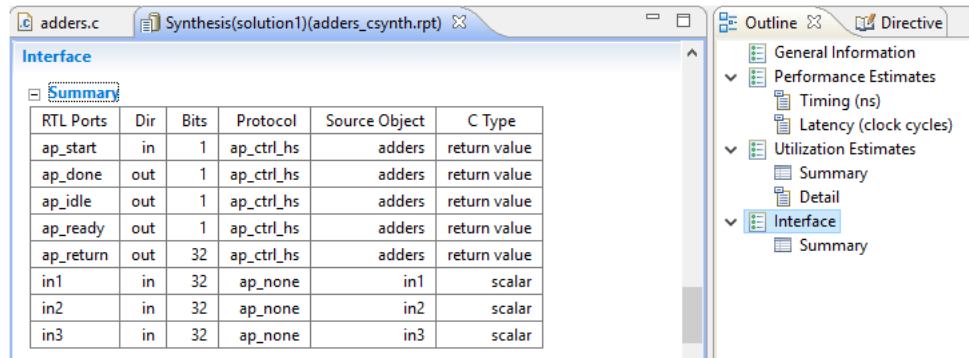 adders.c
Synthesis(solution1)(adders_csynth.rpt)
Interface
Summary
RTL Ports Dir Bits Protocol Source Object C Type
ap_start in 1 ap_ctrl_hs adders return value
ap_done out 1 ap_ctrl_hs adders return value
ap_idle out 1 ap_ctrl_hs adders return value
ap_ready out 1 ap_ctrl_hs adders return value
ap_return out 32 ap_ctrl_hs adders return value
in1 in 32 ap_none in1 scalar
in2 in 32 ap_none in2 scalar
in3 in 32 ap_none in3 scalar
Outline
Directive
General Information
Performance Estimates
Timing (ns)
Latency (clock cycles)
Utilization Estimates
Summary
Detail
Interface
Summary